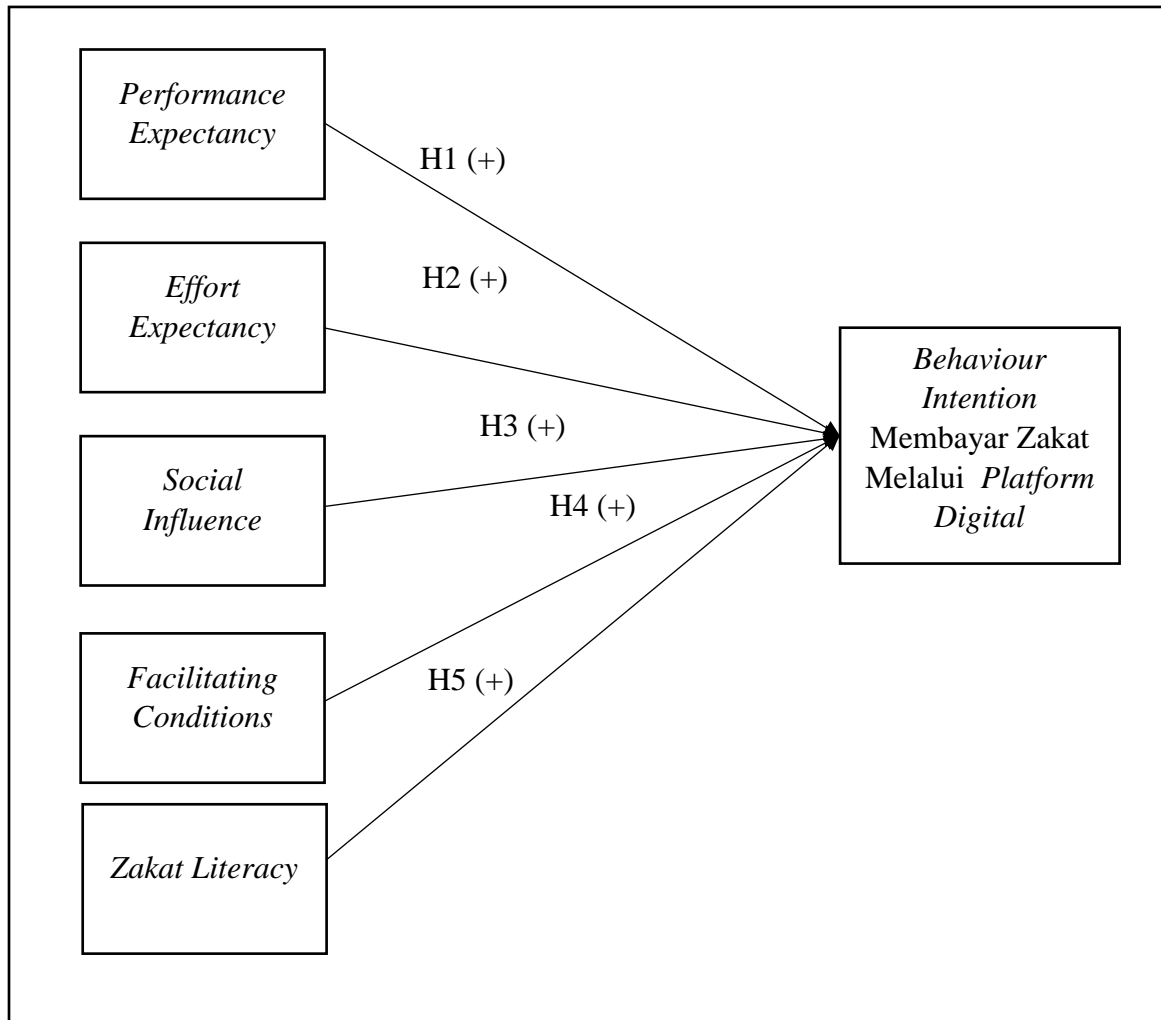 Performance
Expectancy
H1 (+)
Effort
Expectancy
H2 (+)
Social
Influence
H3 (+)
Facilitating
Conditions
H4 (+)
Zakat Literacy
H5 (+)
Behaviour
Intention
Membayar Zakat
Melalui Platform
Digital